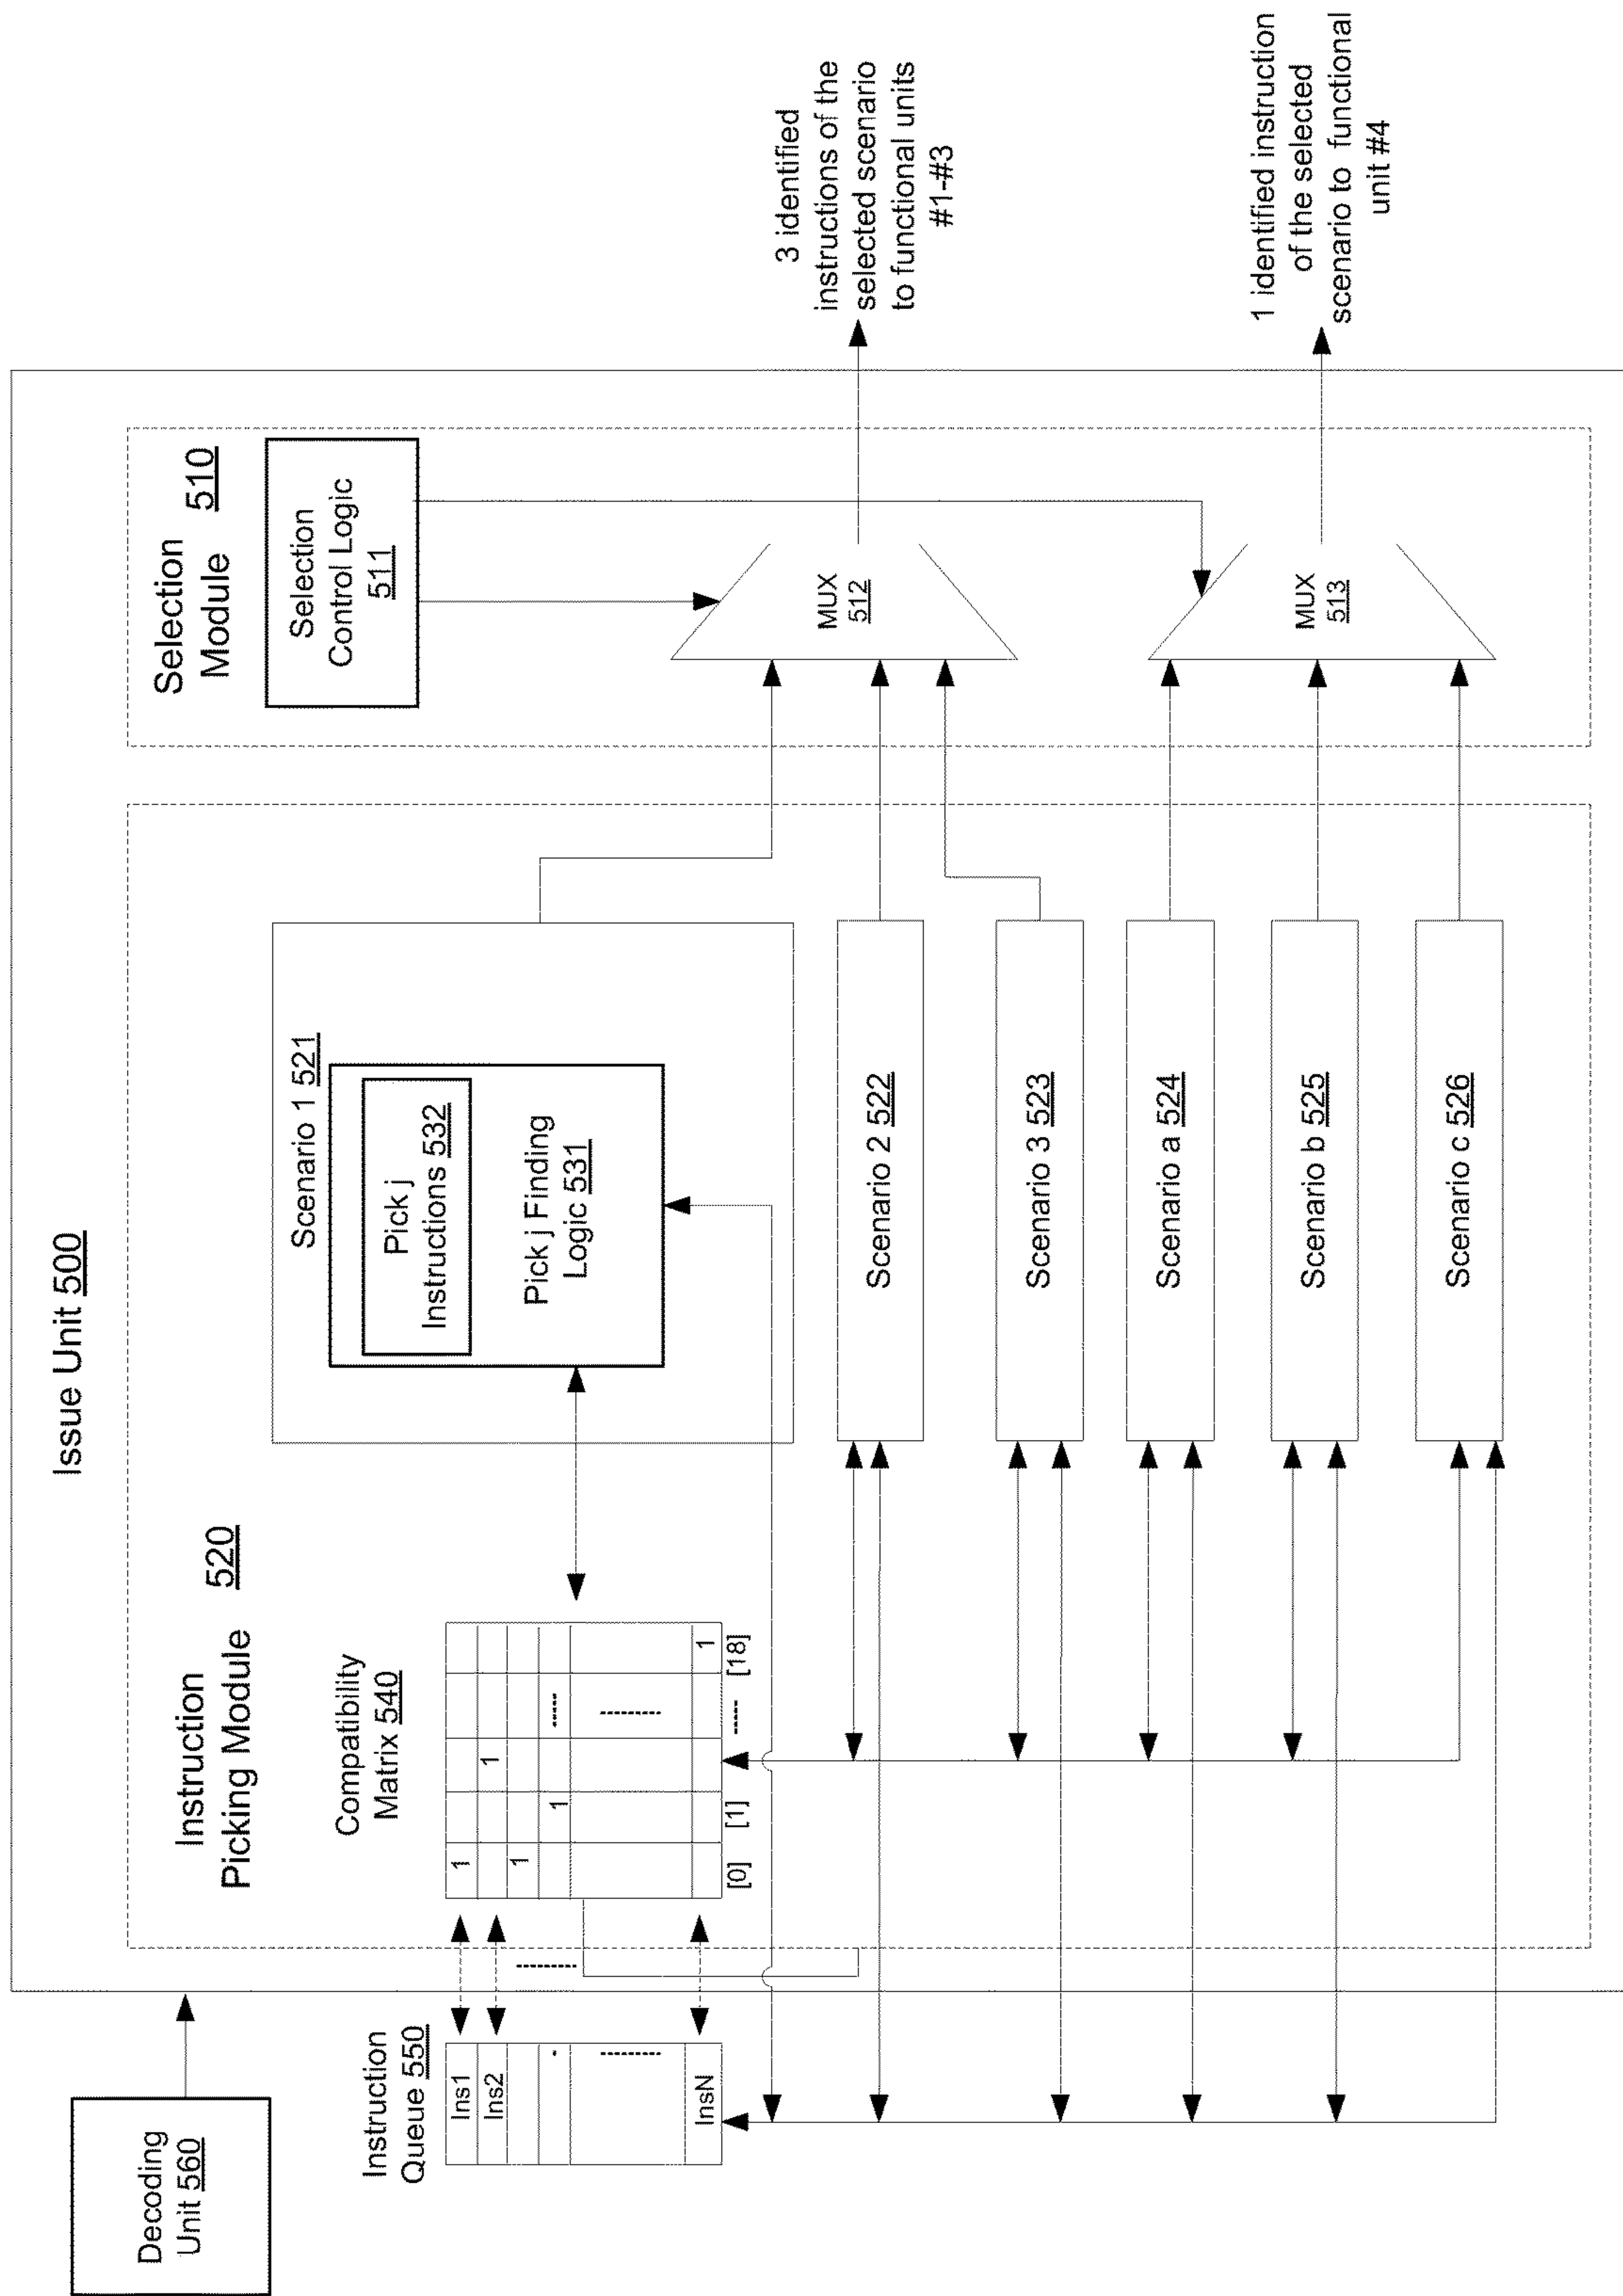 Issue Unit 500
Decoding
Unit 560
Instruction
Queue 550
Ins1
Ins2
InsN
Instruction
Picking Module 520
Compatibility
Matrix 540
1
1
1
1
1
[0]
[1]
[18]
Scenario 1 521
Pick j
Instructions 532
Pick j Finding
Logic 531
Scenario 2 522
Scenario 3 523
Scenario a 524
Scenario b 525
Scenario c 526
Selection
Module 510
Selection
Control Logic
511
MUX
512
MUX
513
3 identified
instructions of the
selected scenario
to functional units
#1-#3
1 identified instruction
of the selected
scenario to functional
unit #4